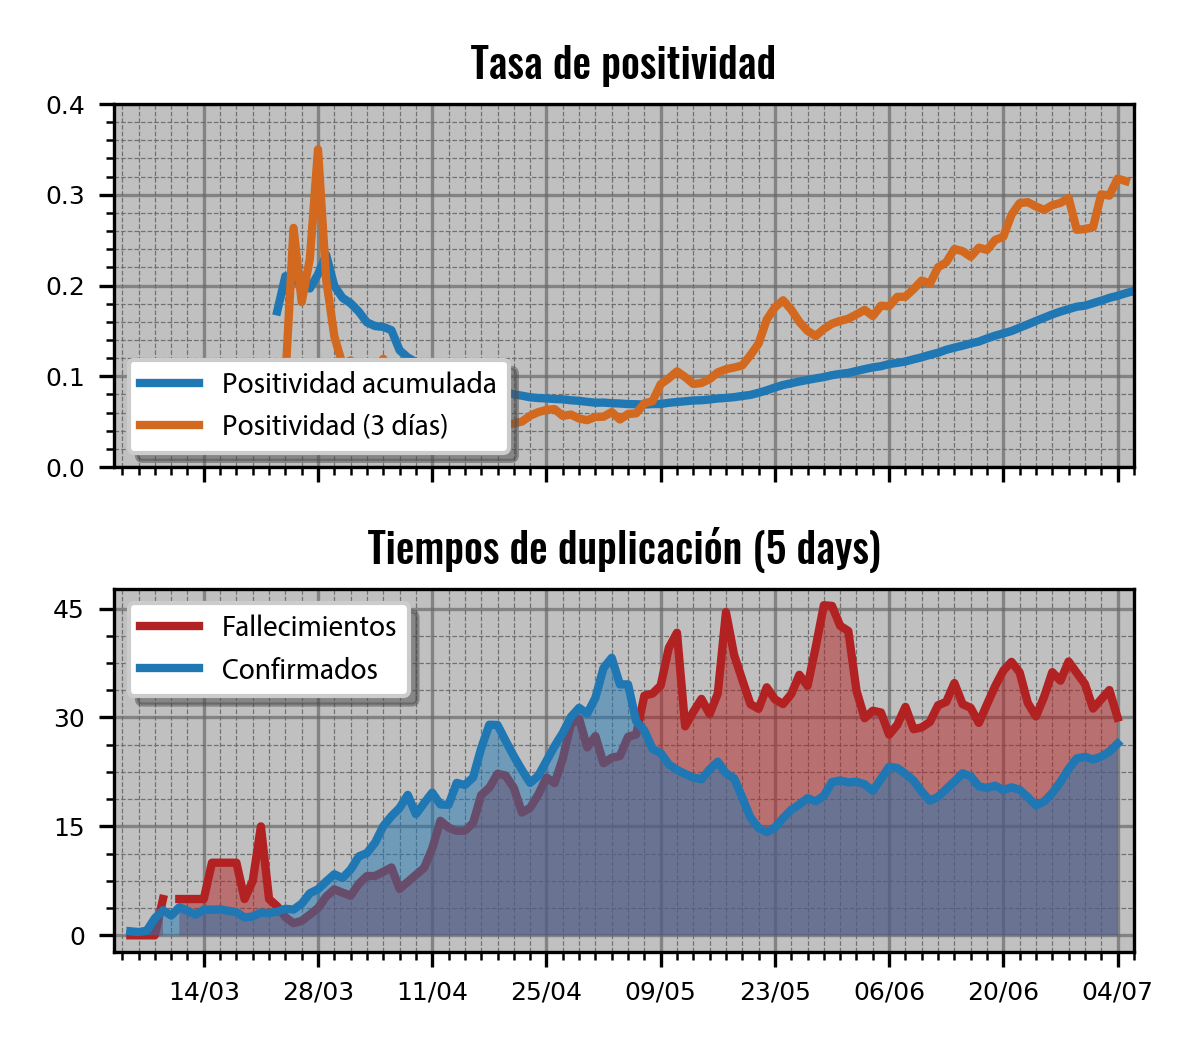 Tasa de positividad
0.4
0.3
0.2
0.1
0.0
Positividad acumulada
Positividad (3 días)
Tiempos de duplicación (5 days)
45
30
15
0
Fallecimientos
Confirmados
14/03 28/03 11/04 25/04 09/05 23/05 06/06 20/06 04/07